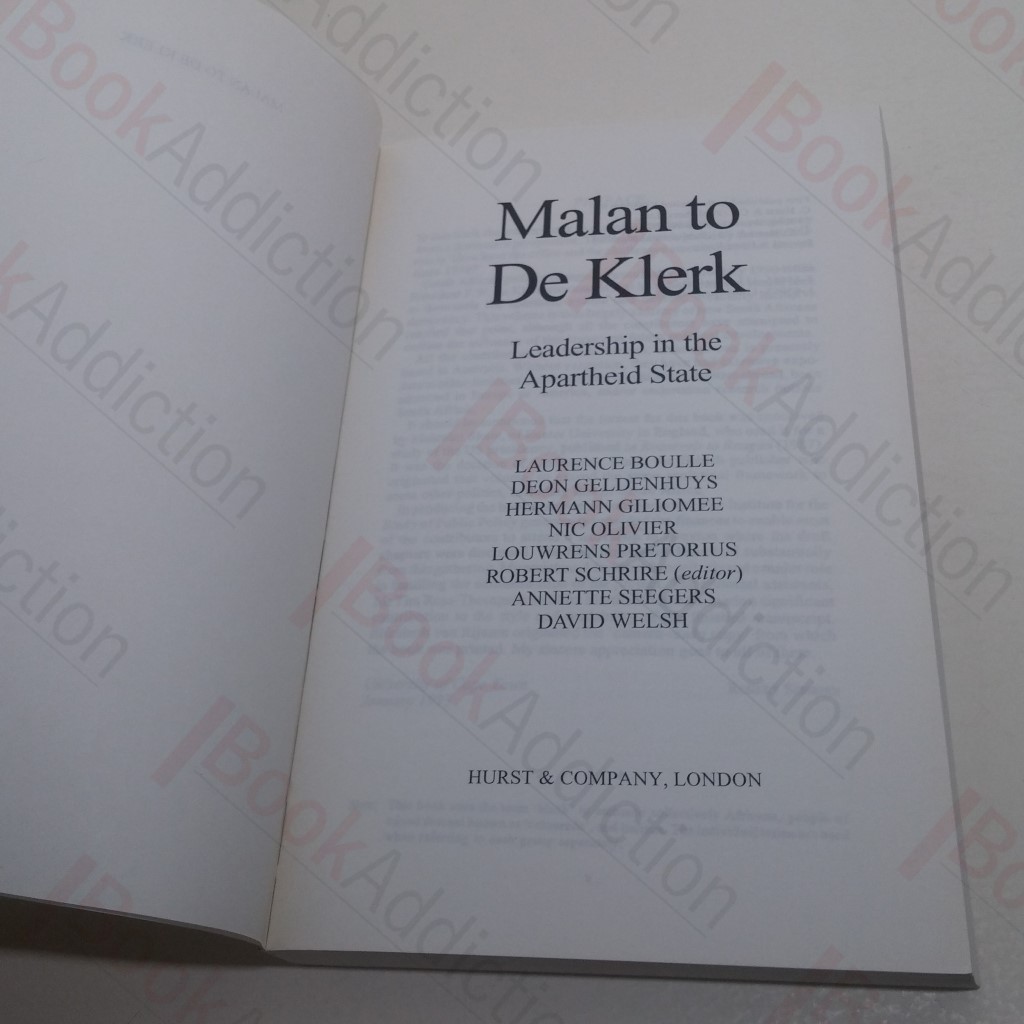 Malan to
De Klerk
Leadership in the
Apartheid State
LAURENCE BOULLE
DEON GELDENHUYS
HERMANN GILIOMEE
NIC OLIVIER
LOUWRENS PRETORIUS
ROBERT SCHRIRE (editor)
ANNETTE SEEGERS
DAVID WELSH
HURST & COMPANY, LONDON
BookAddiction